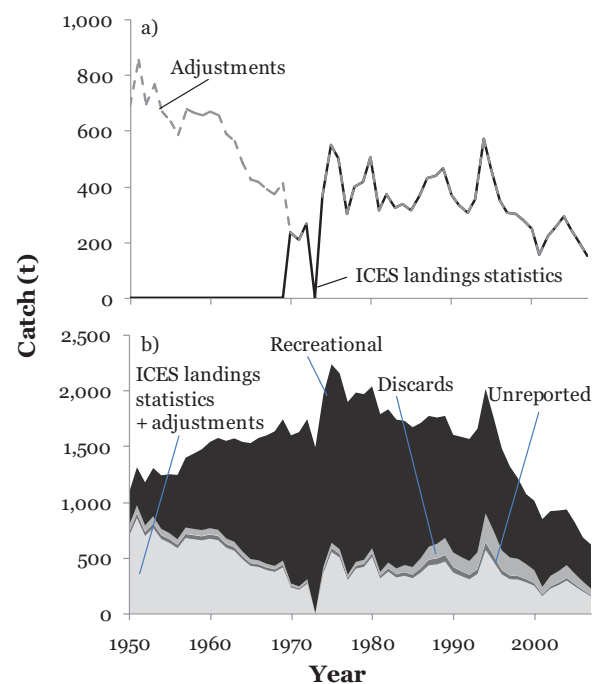 1,000
a)
Adjustments
800
600
400
200
ICES landings statistics
0
Catch (t)
2,500
b)
Recreational
2,000
ICES landings
statistics
+ adjustments
Discards
Unreported
1,500
1,000
500
0
1950 1960 1970 1980 1990 2000
Year